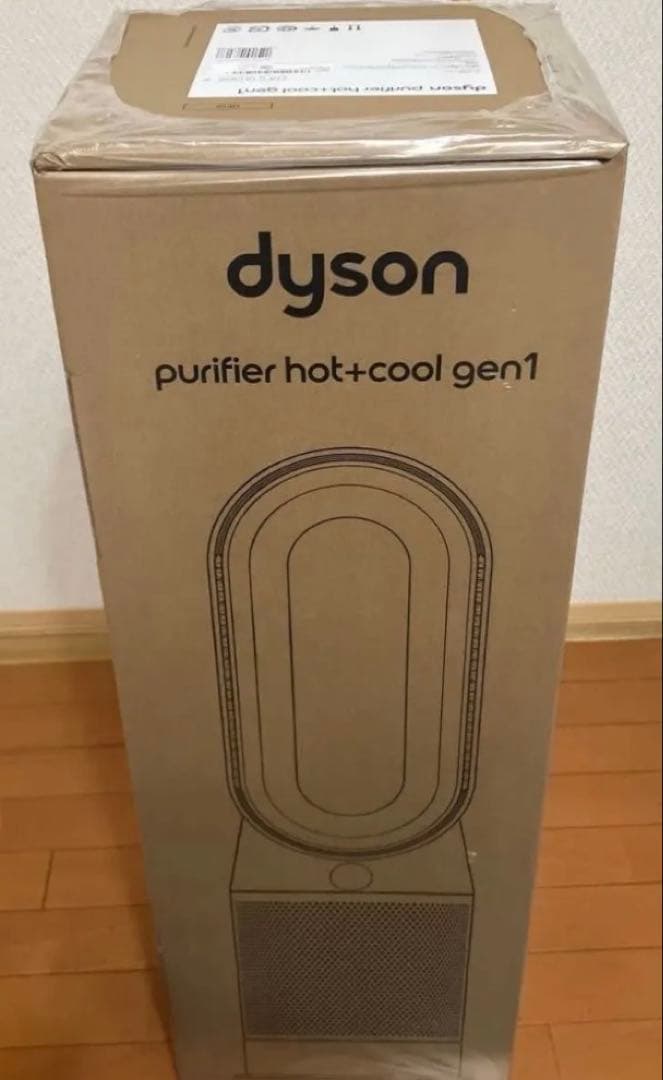 dyson purifier hot+cool gen1
dyson
purifier hot+cool gen1